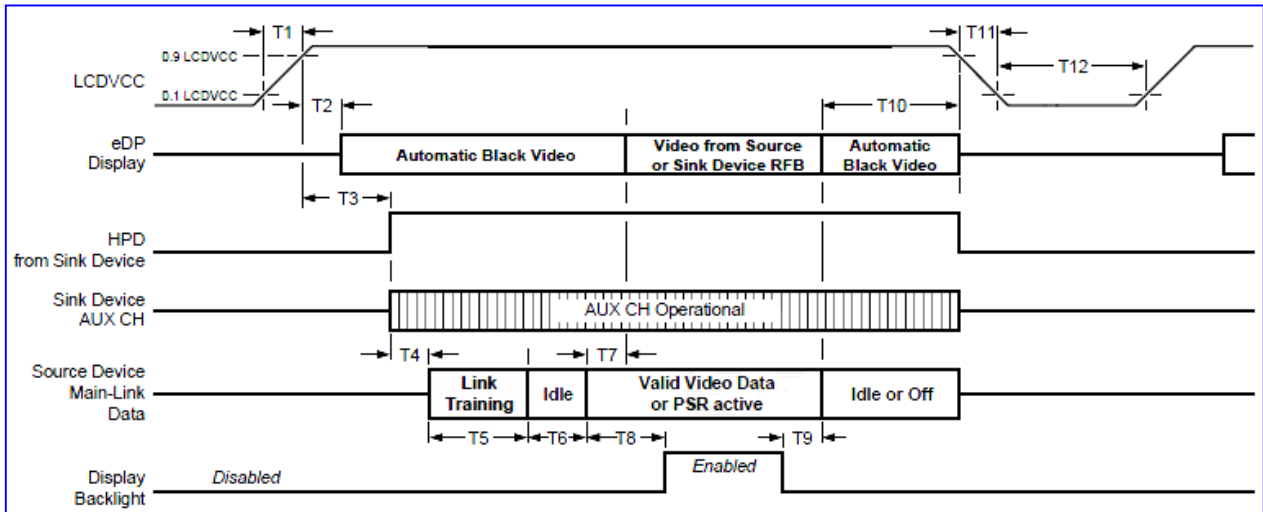 T1
T11
0.9 LCDVCC
LCDVCC
T12
0.1 LCDVCC
T2
T10
eDP
Display
Automatic Black Video
Video from Source
or Sink Device RFB
Automatic
Black Video
T3
HPD
from Sink Device
Sink Device
AUX CH
AUX CH Operational
T4
T7
Source Device
Main-Link
Data
Link
Training
Idle
Valid Video Data
or PSR active
Idle or Off
T5
T6
T8
T9
Display
Backlight
Disabled
Enabled